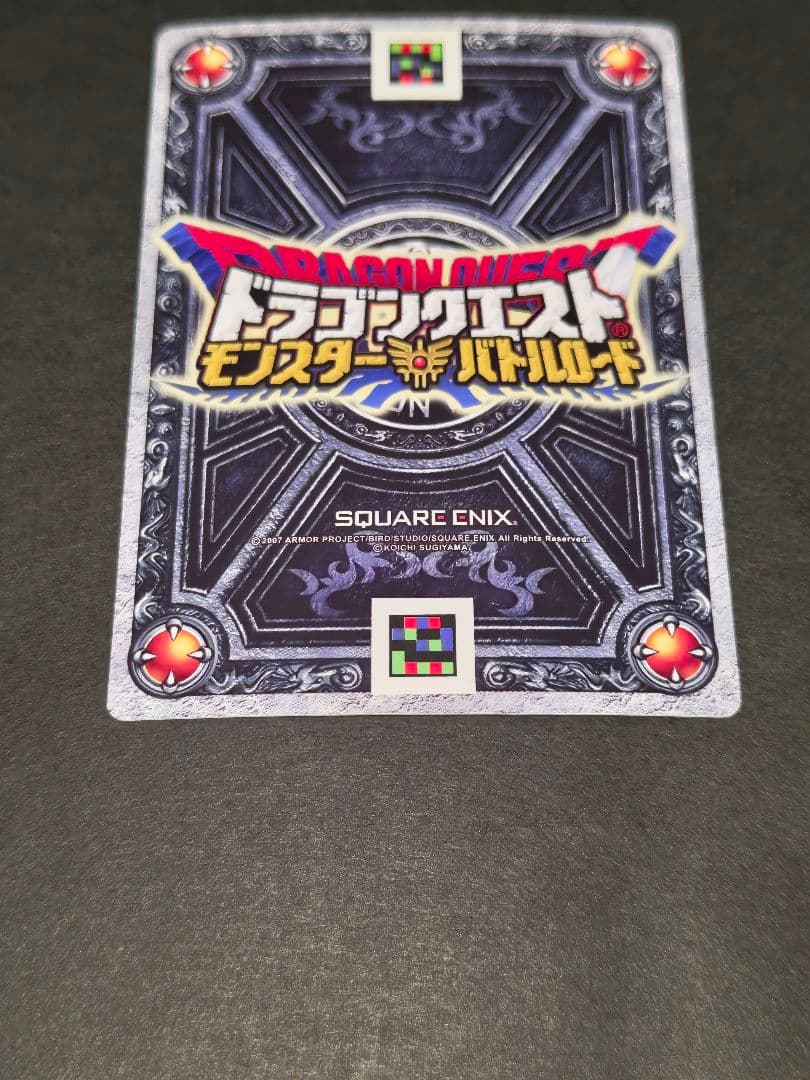 DRAGON QUEST
ドラゴンクエスト®
モンスターバトルロード
N
SQUARE ENIX®
©2007 ARMOR PROJECT/BIRD STUDIO/SQUARE ENIX All Rights Reserved.
©KOICHI SUGIYAMA